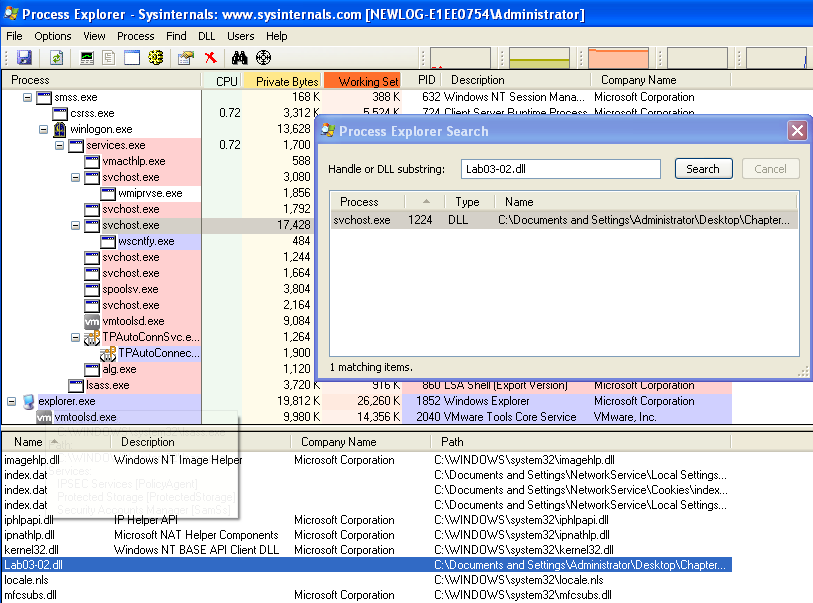 Process Explorer - Sysinternals: www.sysinternals.com [NEWLOG-E1EE0754\Administrator]
File Options View Process Find DLL Users Help
Process CPU Private Bytes Working Set PID Description Company Name
smss.exe 168 K 388 K 632 Windows NT Session Mana... Microsoft Corporation
csrss.exe 0.72 3,312 K 5,524 K 724 Client Server Runtime Process Microsoft Corporation
winlogon.exe 13,628
services.exe 0.72 1,700
vmacthlp.exe 588
svchost.exe 3,080
wmiprvse.exe 1,856
svchost.exe 1,792
svchost.exe 17,428
wscntfy.exe 484
svchost.exe 1,244
svchost.exe 1,664
spoolsv.exe 3,804
svchost.exe 2,164
vmtoolsd.exe 9,084
TPAutoConnSvc.e... 1,264
TPAutoConnec... 1,900
alg.exe 1,120
lsass.exe 3,720 K 916 K 860 LSA Shell (Export Version) Microsoft Corporation
explorer.exe 19,812 K 26,260 K 1852 Windows Explorer Microsoft Corporation
vmtoolsd.exe 9,980 K 14,356 K 2040 VMware Tools Core Service VMware, Inc.
Process Explorer Search
Handle or DLL substring: Lab03-02.dll Search Cancel
Process Type Name
svchost.exe 1224 DLL C:\Documents and Settings\Administrator\Desktop\Chapter...
1 matching items.
Name Description Company Name Path
imagehlp.dll Windows NT Image Helper Microsoft Corporation C:\WINDOWS\system32\imagehlp.dll
index.dat C:\Documents and Settings\NetworkService\Local Settings...
index.dat C:\Documents and Settings\NetworkService\Cookies\index...
index.dat C:\Documents and Settings\NetworkService\Local Settings...
IPSEC Services [PolicyAgent]
Protected Storage [ProtectedStorage]
Security Accounts Manager [SamSs]
iphlpapi.dll IP Helper API Microsoft Corporation C:\WINDOWS\system32\iphlpapi.dll
ipnathlp.dll Microsoft NAT Helper Components Microsoft Corporation C:\WINDOWS\system32\ipnathlp.dll
kernel32.dll Windows NT BASE API Client DLL Microsoft Corporation C:\WINDOWS\system32\kernel32.dll
Lab03-02.dll C:\Documents and Settings\Administrator\Desktop\Chapter...
locale.nls C:\WINDOWS\system32\locale.nls
mfcsubs.dll Microsoft Corporation C:\WINDOWS\system32\mfcsubs.dll